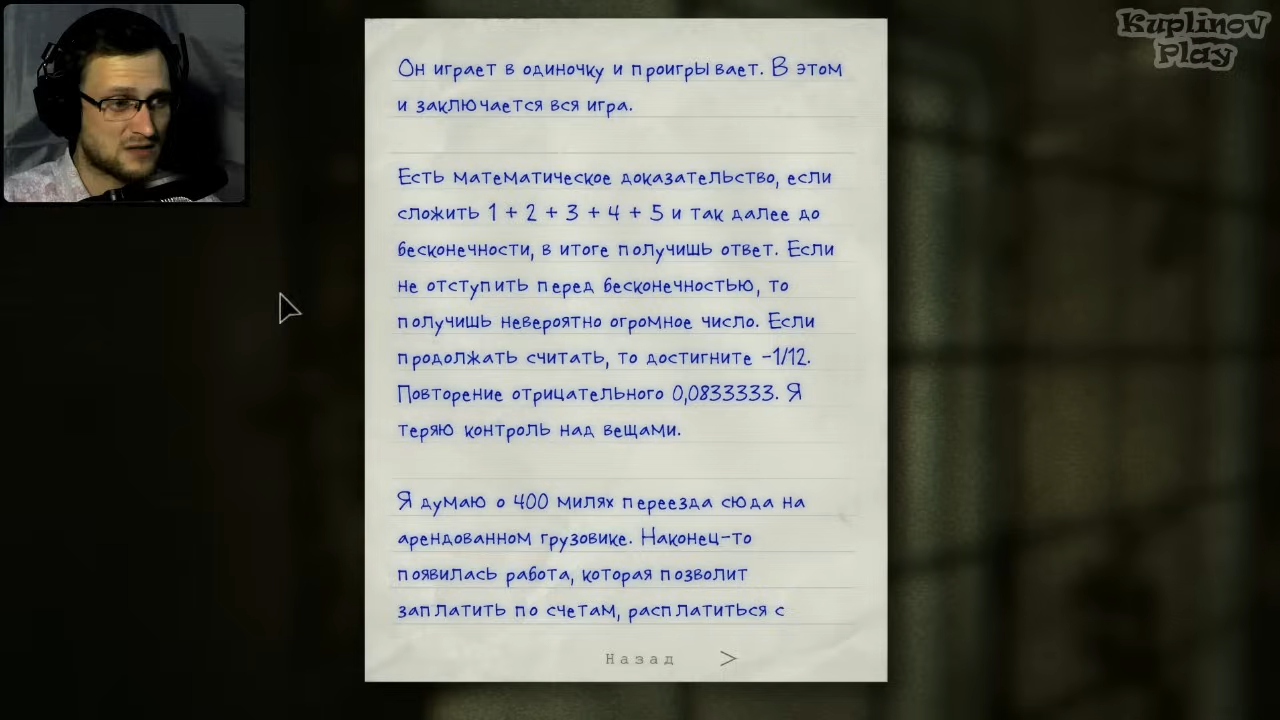 Kuplinov
Play
Он играет в одиночку и проигрывает. В этом
и заключается вся игра.
Есть математическое доказательство, если
сложить 1 + 2 + 3 + 4 + 5 и так далее до
бесконечности, в итоге получишь ответ. Если
не отступить перед бесконечностью, то
получишь невероятно огромное число. Если
продолжать считать, то достигните -1/12.
Повторение отрицательного 0,0833333. Я
теряю контроль над вещами.
Я думаю о 400 милях переезда сюда на
арендованном грузовике. Наконец-то
появилась работа, которая позволит
заплатить по счетам, расплатиться с
Назад >